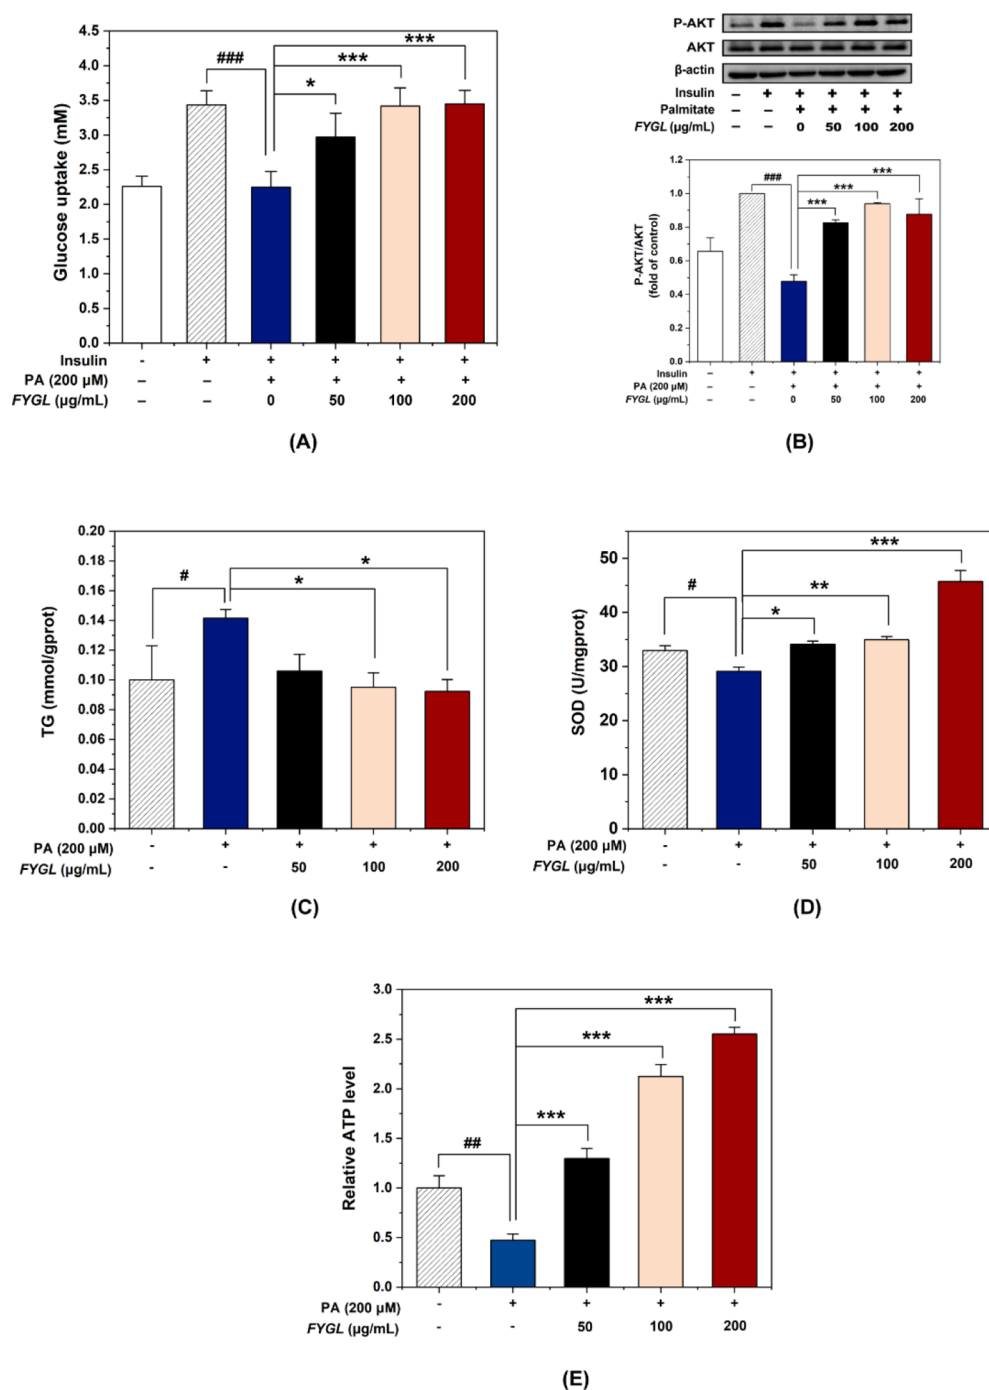 ###
*
***
***
Glucose uptake (mM)
4.5
4.0
3.5
3.0
2.5
2.0
1.5
1.0
0.5
0.0
Insulin - + + + + +
PA (200 μM) – – + + + +
FYGL (μg/mL) – – 0 50 100 200
(A)
P-AKT
AKT
β-actin
Insulin – + + + + +
Palmitate – – + + + +
FYGL (μg/mL) – – 0 50 100 200
###
***
***
***
P-AKT/AKT
(fold of control)
1.2
1.0
0.8
0.6
0.4
0.2
0.0
Insulin – + + + + +
PA (200 μM) – – + + + +
FYGL (μg/mL) – – 0 50 100 200
(B)
#
*
*
TG (mmol/gprot)
0.20
0.18
0.16
0.14
0.12
0.10
0.08
0.06
0.04
0.02
0.00
PA (200 μM) - + + + +
FYGL (μg/mL) - - 50 100 200
(C)
#
*
**
***
SOD (U/mgprot)
50
40
30
20
10
0
PA (200 μM) - + + + +
FYGL (μg/mL) - - 50 100 200
(D)
##
***
***
***
Relative ATP level
3.0
2.5
2.0
1.5
1.0
0.5
0.0
PA (200 μM) - + + + +
FYGL (μg/mL) - - 50 100 200
(E)